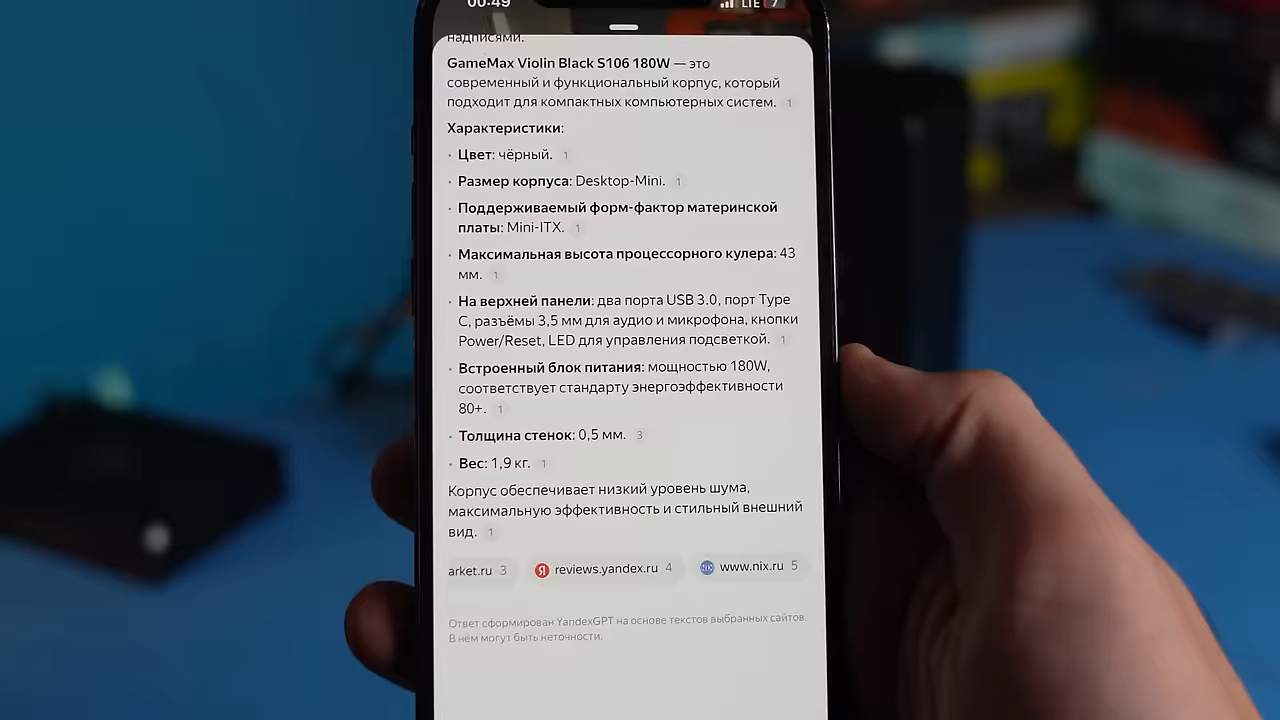 00:49
LTE 7
надписями.
GameMax Violin Black S106 180W — это
современный и функциональный корпус, который
подходит для компактных компьютерных систем. 1
Характеристики:
• Цвет: чёрный. 1
• Размер корпуса: Desktop-Mini. 1
• Поддерживаемый форм-фактор материнской
платы: Mini-ITX. 1
• Максимальная высота процессорного кулера: 43
мм. 1
• На верхней панели: два порта USB 3.0, порт Type
C, разъёмы 3,5 мм для аудио и микрофона, кнопки
Power/Reset, LED для управления подсветкой. 1
• Встроенный блок питания: мощностью 180W,
соответствует стандарту энергоэффективности
80+. 1
• Толщина стенок: 0,5 мм. 3
• Вес: 1,9 кг. 1
Корпус обеспечивает низкий уровень шума,
максимальную эффективность и стильный внешний
вид. 1
arket.ru 3 Я reviews.yandex.ru 4 NIX www.nix.ru 5
Ответ сформирован YandexGPT на основе текстов выбранных сайтов.
В нём могут быть неточности.